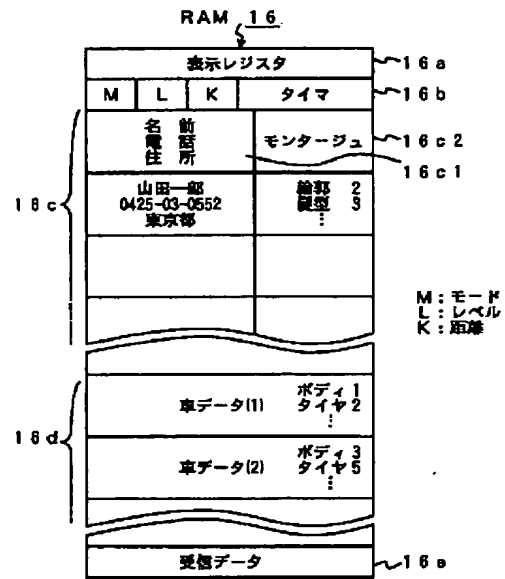 RAM 16
表示レジスタ 16a
M L K タイマ 16b
名前
電話
住所
モンタージュ 16c2
16c1
16c
山田一郎
0425-03-0552
東京都
輪郭 2
髪型 3
⋮
M:モード
L:レベル
K:距離
16d
車データ(1)
ボディ1
タイヤ2
⋮
車データ(2)
ボディ3
タイヤ5
⋮
受信データ 16e